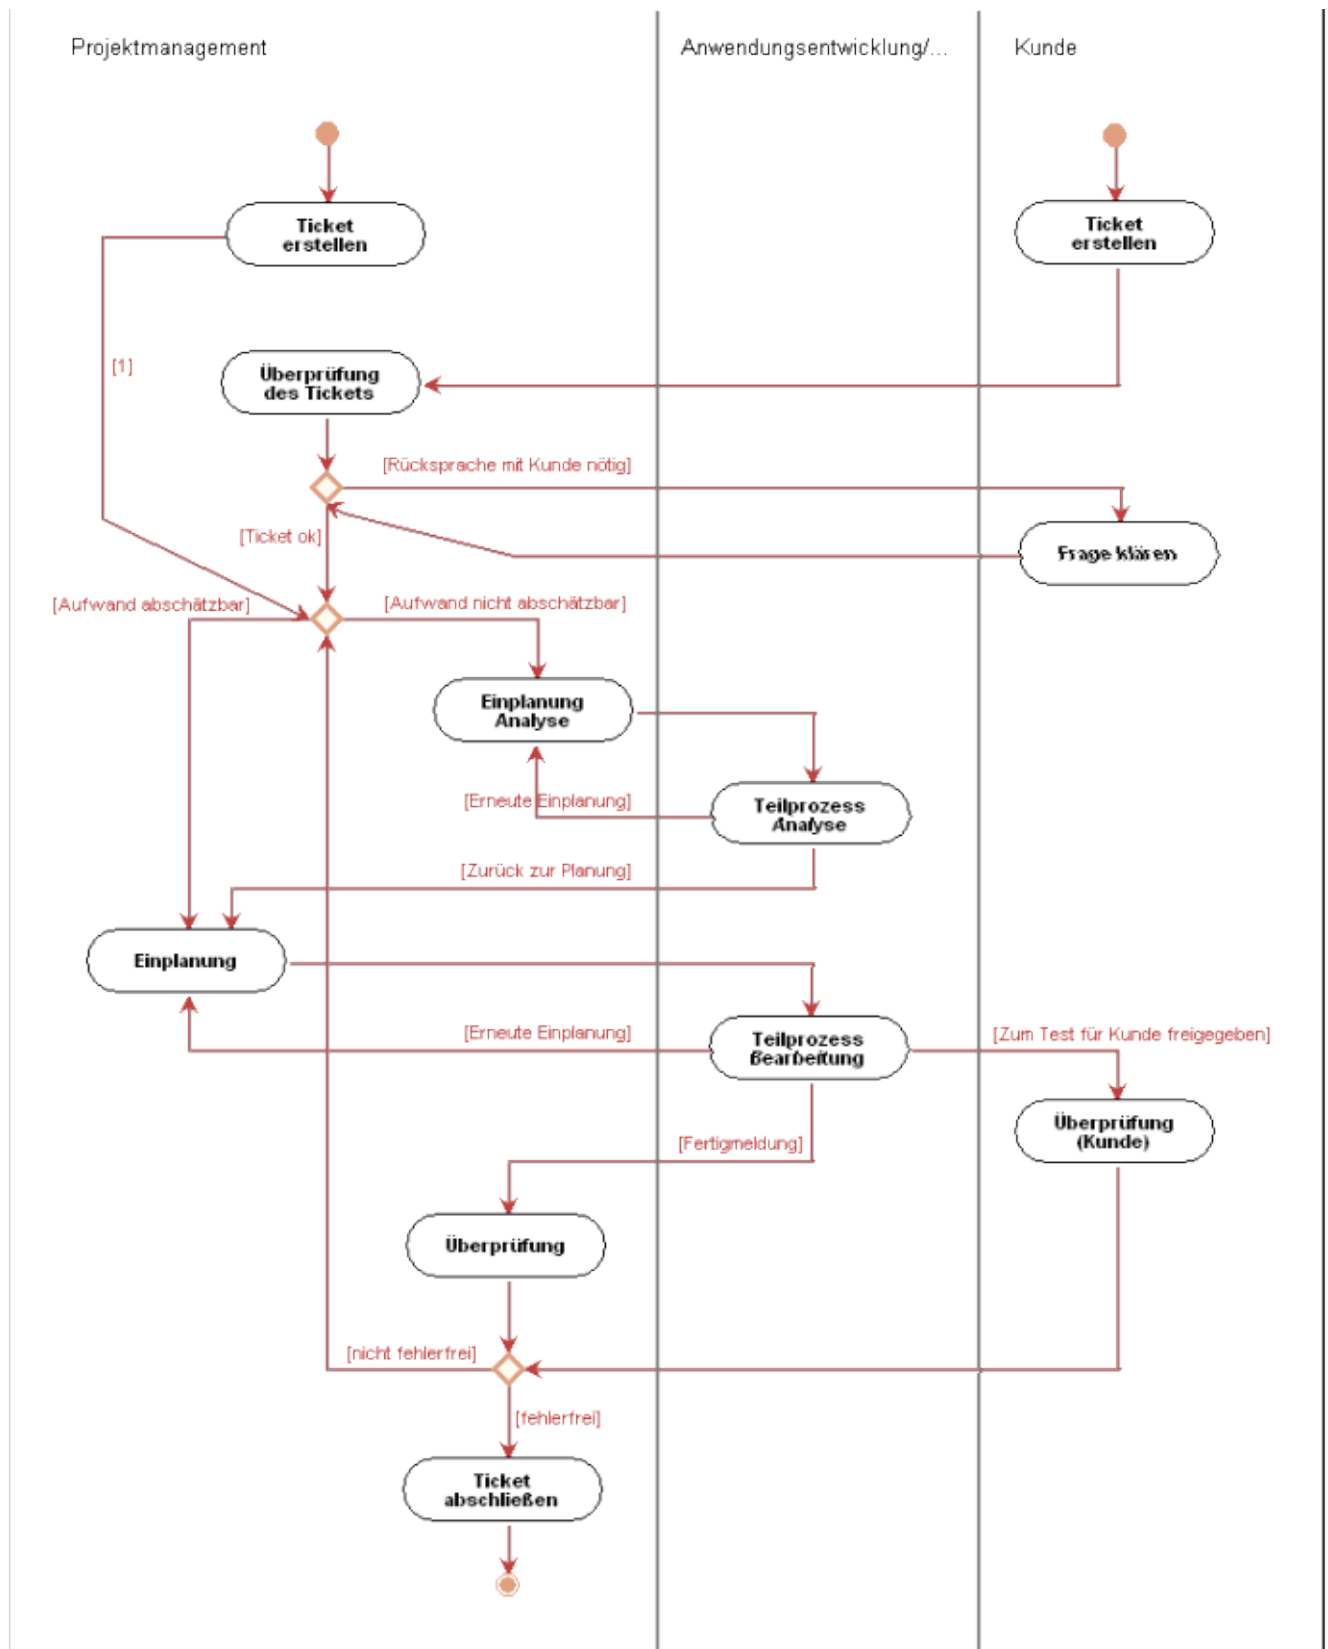 Projektmanagement
Anwendungsentwicklung/...
Kunde
Ticket
erstellen
Ticket
erstellen
[1]
Überprüfung
des Tickets
[Rücksprache mit Kunde nötig]
[Ticket ok]
Frage klären
[Aufwand abschätzbar]
[Aufwand nicht abschätzbar]
Einplanung
Analyse
[Erneute Einplanung]
Teilprozess
Analyse
[Zurück zur Planung]
Einplanung
[Erneute Einplanung]
Teilprozess
Bearbeitung
[Zum Test für Kunde freigegeben]
Überprüfung
(Kunde)
[Fertigmeldung]
Überprüfung
[nicht fehlerfrei]
[fehlerfrei]
Ticket
abschließen